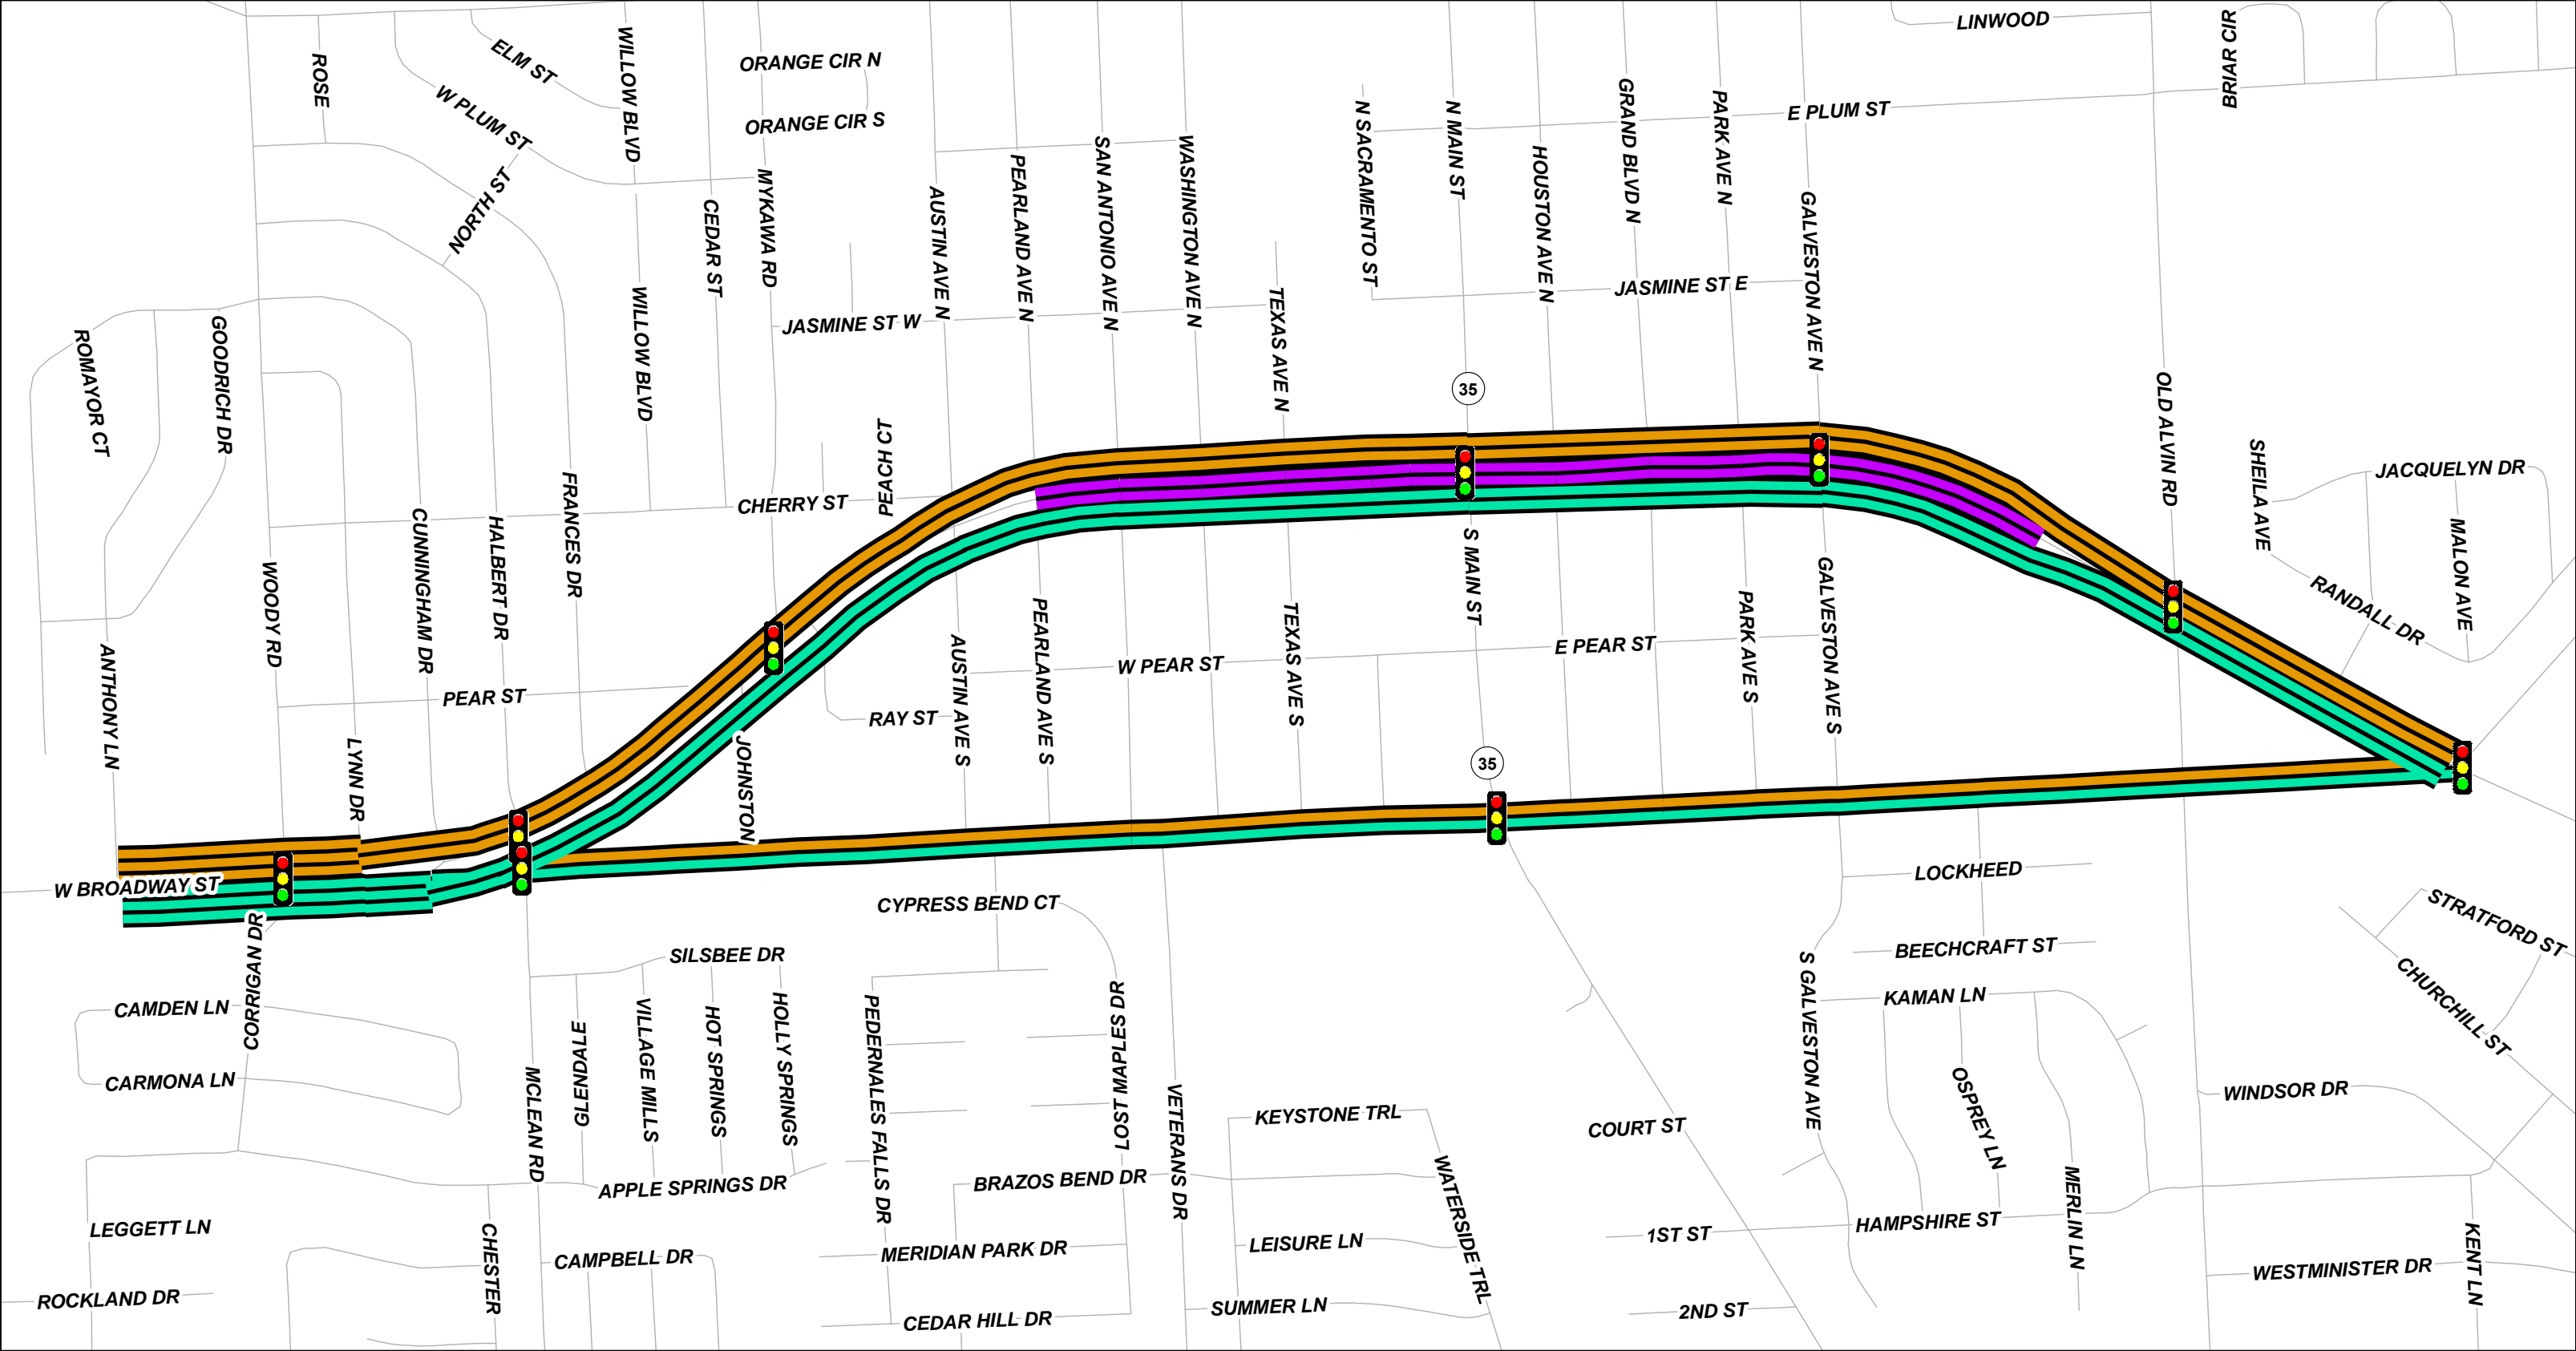 LINWOOD
BRIAR CIR
ELM ST
WILLOW BLVD
ROSE
ORANGE CIR N
W PLUM ST
ORANGE CIR S
E PLUM ST
N SACRAMENTO ST
N MAIN ST
GRAND BLVD N
PARK AVE N
NORTH ST
CEDAR ST
MYKAWA RD
AUSTIN AVE N
PEARLAND AVE N
SAN ANTONIO AVE N
WASHINGTON AVE N
HOUSTON AVE N
GALVESTON AVE N
WILLOW BLVD
JASMINE ST W
JASMINE ST E
TEXAS AVE N
ROMAYOR CT
GOODRICH DR
35
OLD ALVIN RD
PEACH CT
CHERRY ST
SHEILA AVE
JACQUELYN DR
FRANCES DR
HALBERT DR
CUNNINGHAM DR
WOODY RD
MALON AVE
RANDALL DR
S MAIN ST
ANTHONY LN
PEAR ST
RAY ST
AUSTIN AVE S
PEARLAND AVE S
W PEAR ST
TEXAS AVE S
E PEAR ST
PARK AVE S
GALVESTON AVE S
LYNN DR
JOHNSTON
35
W BROADWAY ST
CORRIGAN DR
CYPRESS BEND CT
LOCKHEED
BEECHCRAFT ST
STRATFORD ST
CHURCHILL ST
SILSBEE DR
CAMDEN LN
S GALVESTON AVE
KAMAN LN
CARMONA LN
MCLEAN RD
GLENDALE
VILLAGE MILLS
HOT SPRINGS
HOLLY SPRINGS
PEDERNALES FALLS DR
LOST MAPLES DR
VETERANS DR
KEYSTONE TRL
COURT ST
OSPREY LN
WINDSOR DR
APPLE SPRINGS DR
BRAZOS BEND DR
WATERSIDE TRL
MERLIN LN
LEGGETT LN
CHESTER
CAMPBELL DR
MERIDIAN PARK DR
LEISURE LN
1ST ST
HAMPSHIRE ST
KENT LN
ROCKLAND DR
CEDAR HILL DR
SUMMER LN
2ND ST
WESTMINISTER DR